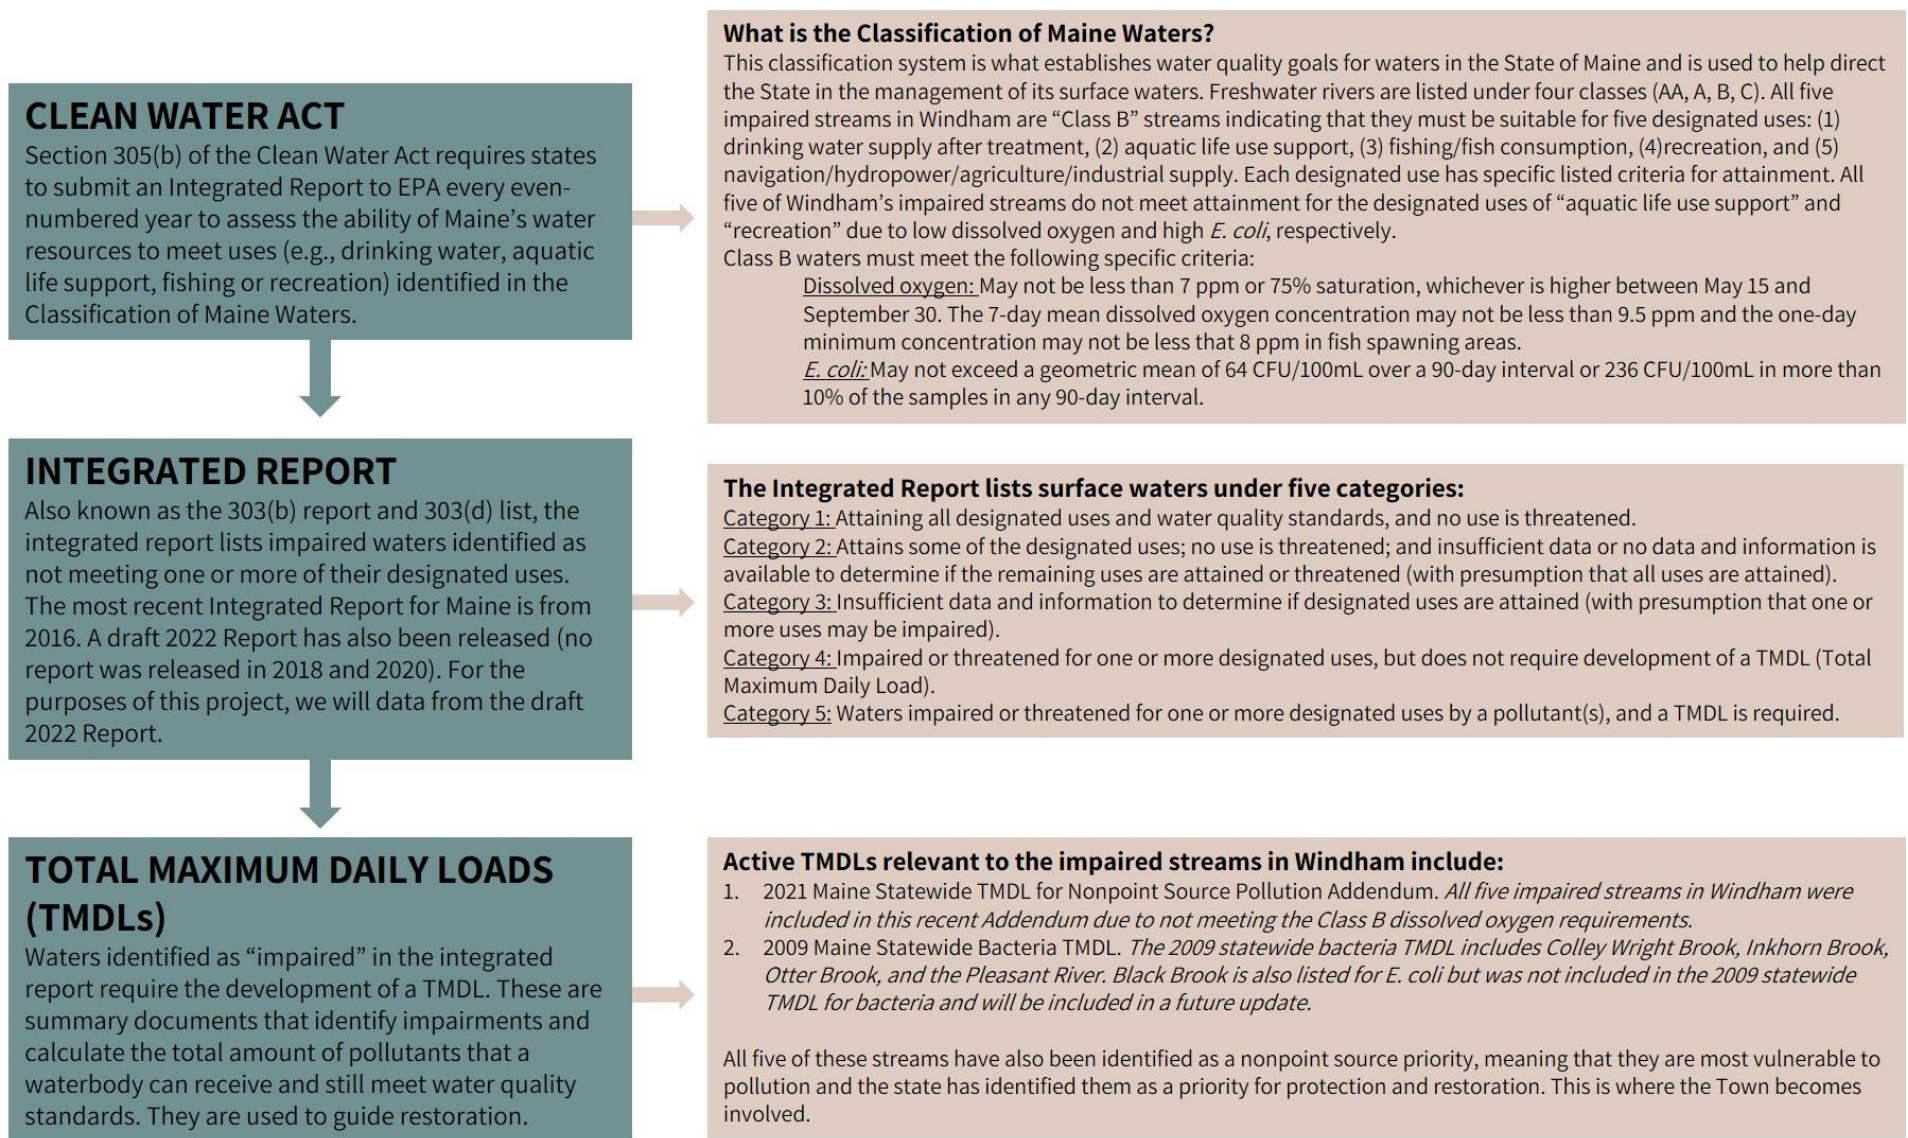 CLEAN WATER ACT
Section 305(b) of the Clean Water Act requires states
to submit an Integrated Report to EPA every even-
numbered year to assess the ability of Maine's water
resources to meet uses (e.g., drinking water, aquatic
life support, fishing or recreation) identified in the
Classification of Maine Waters.
What is the Classification of Maine Waters?
This classification system is what establishes water quality goals for waters in the State of Maine and is used to help direct
the State in the management of its surface waters. Freshwater rivers are listed under four classes (AA, A, B, C). All five
impaired streams in Windham are “Class B” streams indicating that they must be suitable for five designated uses: (1)
drinking water supply after treatment, (2) aquatic life use support, (3) fishing/fish consumption, (4)recreation, and (5)
navigation/hydropower/agriculture/industrial supply. Each designated use has specific listed criteria for attainment. All
five of Windham's impaired streams do not meet attainment for the designated uses of “aquatic life use support” and
“recreation” due to low dissolved oxygen and high E. coli, respectively.
Class B waters must meet the following specific criteria:
Dissolved oxygen: May not be less than 7 ppm or 75% saturation, whichever is higher between May 15 and
September 30. The 7-day mean dissolved oxygen concentration may not be less than 9.5 ppm and the one-day
minimum concentration may not be less that 8 ppm in fish spawning areas.
E. coli: May not exceed a geometric mean of 64 CFU/100mL over a 90-day interval or 236 CFU/100mL in more than
10% of the samples in any 90-day interval.
INTEGRATED REPORT
Also known as the 303(b) report and 303(d) list, the
integrated report lists impaired waters identified as
not meeting one or more of their designated uses.
The most recent Integrated Report for Maine is from
2016. A draft 2022 Report has also been released (no
report was released in 2018 and 2020). For the
purposes of this project, we will data from the draft
2022 Report.
The Integrated Report lists surface waters under five categories:
Category 1: Attaining all designated uses and water quality standards, and no use is threatened.
Category 2: Attains some of the designated uses; no use is threatened; and insufficient data or no data and information is
available to determine if the remaining uses are attained or threatened (with presumption that all uses are attained).
Category 3: Insufficient data and information to determine if designated uses are attained (with presumption that one or
more uses may be impaired).
Category 4: Impaired or threatened for one or more designated uses, but does not require development of a TMDL (Total
Maximum Daily Load).
Category 5: Waters impaired or threatened for one or more designated uses by a pollutant(s), and a TMDL is required.
TOTAL MAXIMUM DAILY LOADS
(TMDLs)
Waters identified as “impaired” in the integrated
report require the development of a TMDL. These are
summary documents that identify impairments and
calculate the total amount of pollutants that a
waterbody can receive and still meet water quality
standards. They are used to guide restoration.
Active TMDLs relevant to the impaired streams in Windham include:
1. 2021 Maine Statewide TMDL for Nonpoint Source Pollution Addendum. All five impaired streams in Windham were
included in this recent Addendum due to not meeting the Class B dissolved oxygen requirements.
2. 2009 Maine Statewide Bacteria TMDL. The 2009 statewide bacteria TMDL includes Colley Wright Brook, Inkhorn Brook,
Otter Brook, and the Pleasant River. Black Brook is also listed for E. coli but was not included in the 2009 statewide
TMDL for bacteria and will be included in a future update.
All five of these streams have also been identified as a nonpoint source priority, meaning that they are most vulnerable to
pollution and the state has identified them as a priority for protection and restoration. This is where the Town becomes
involved.